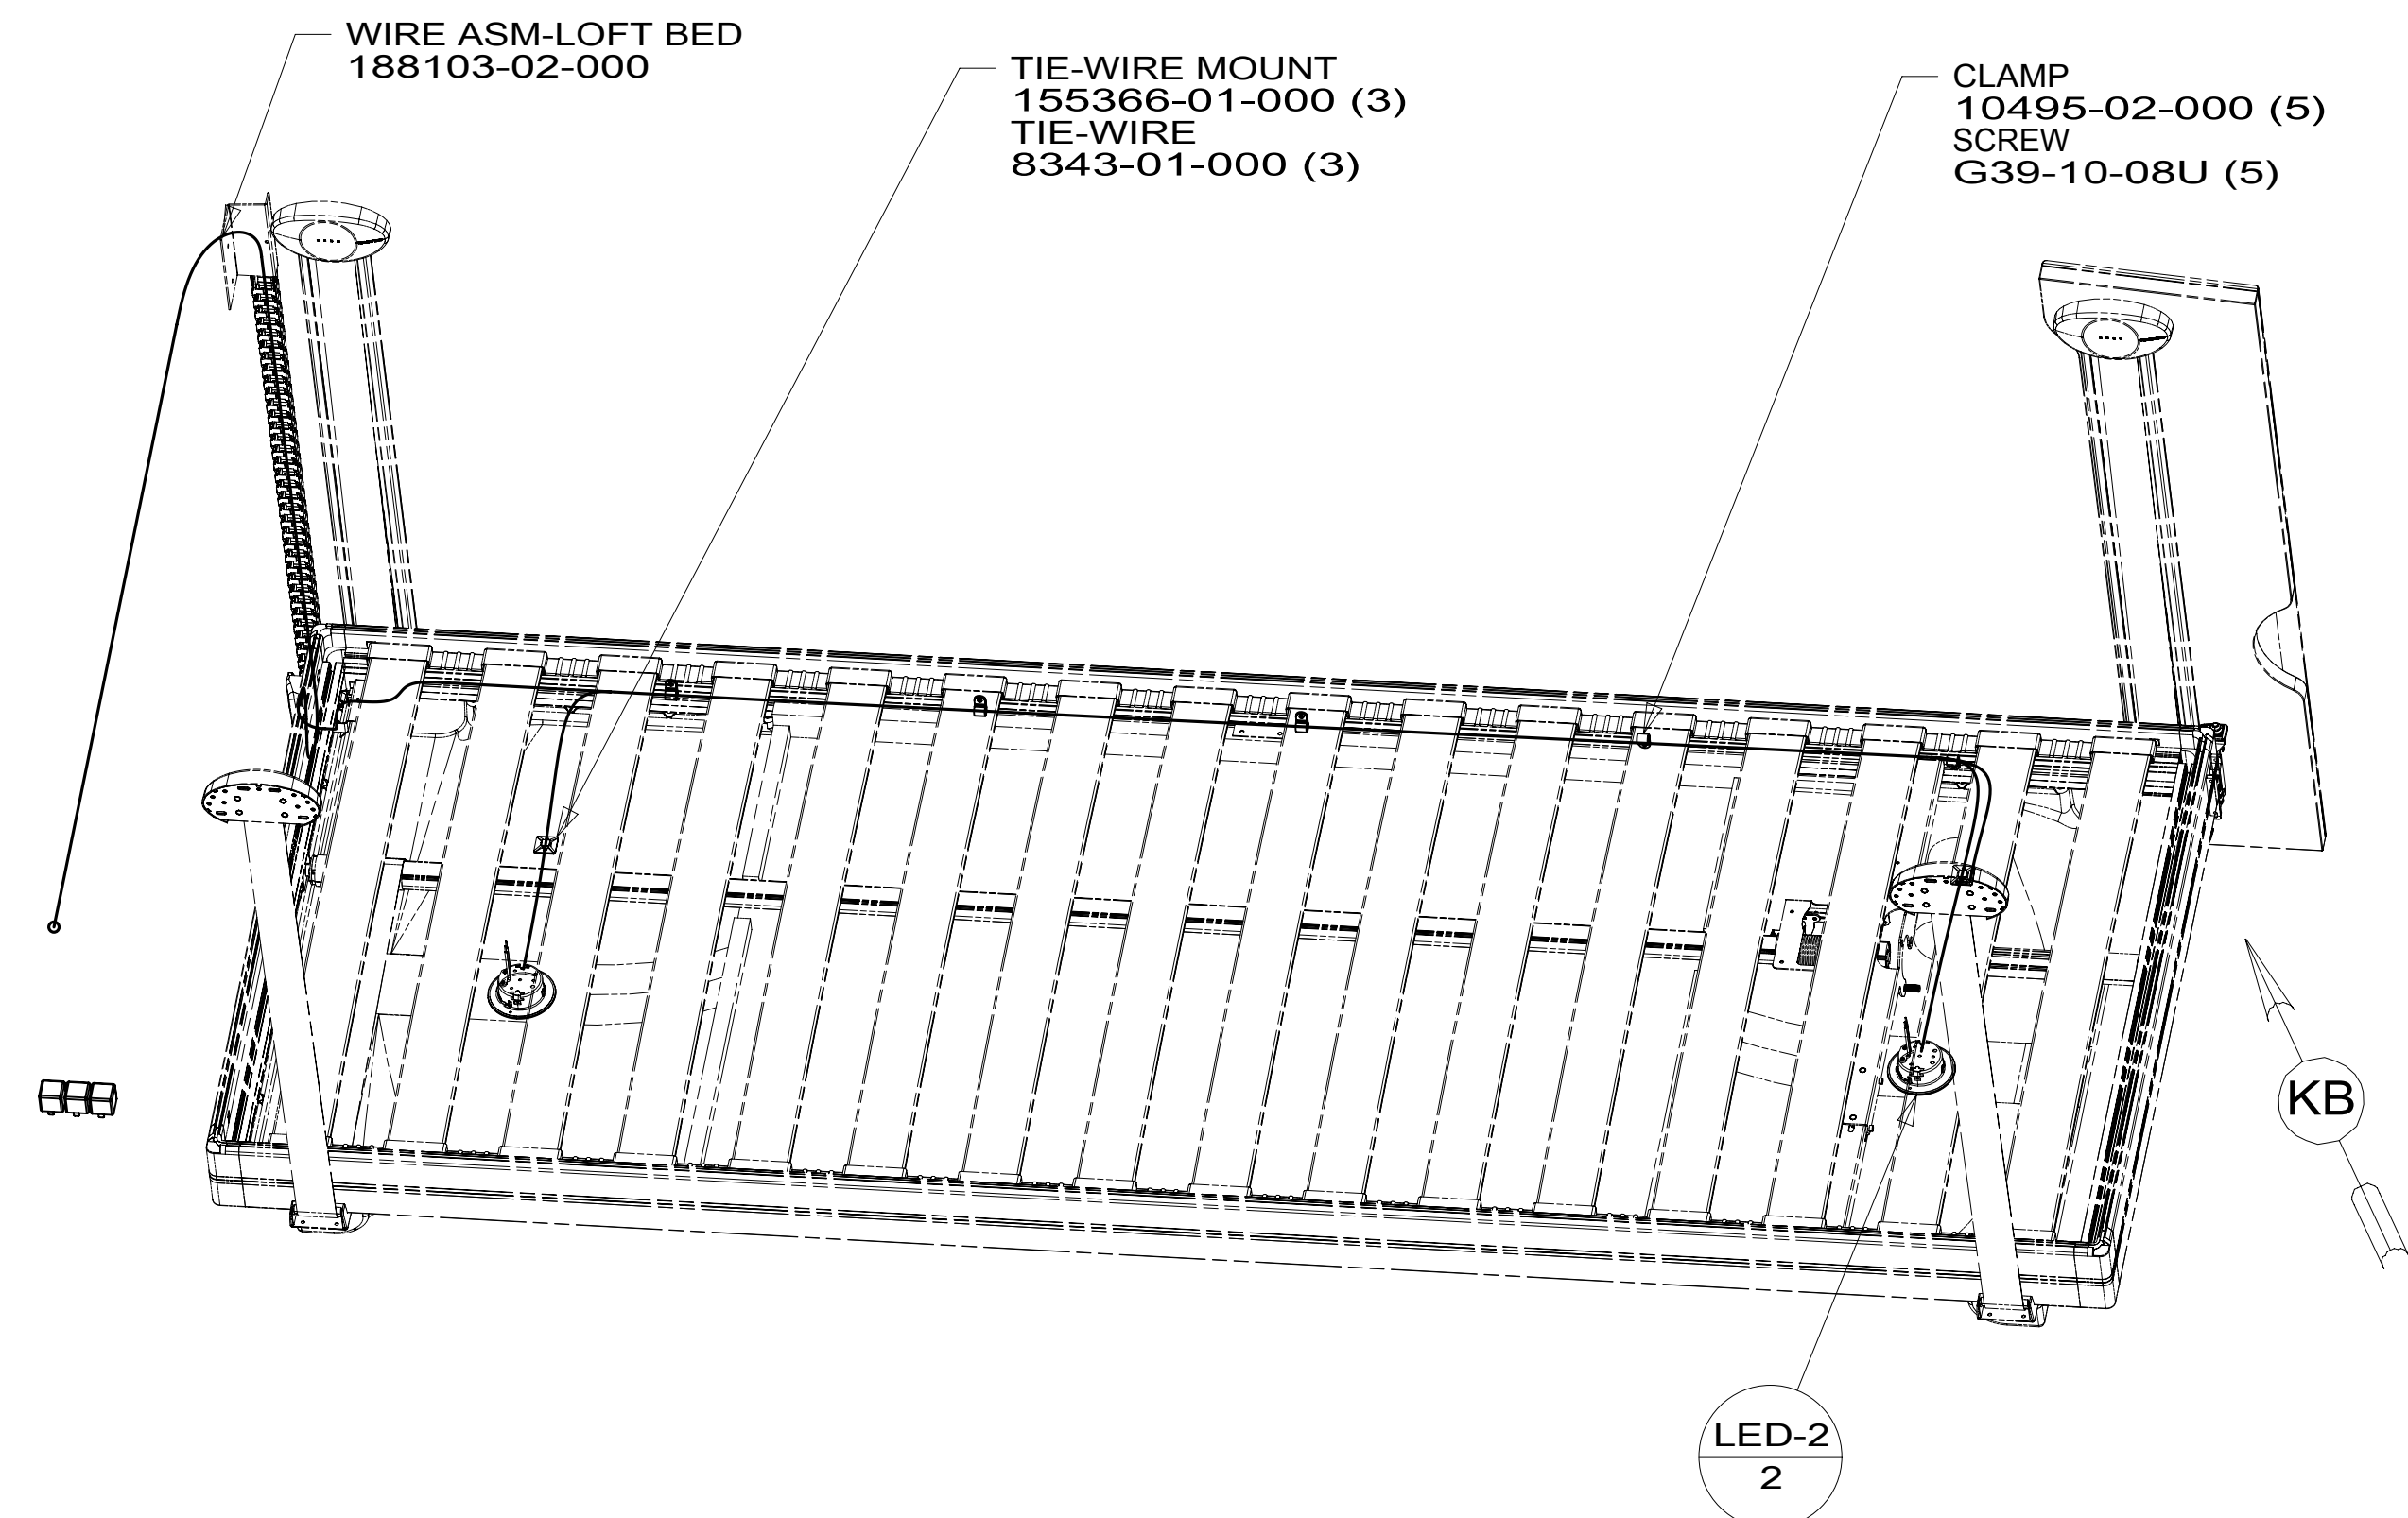 WIRE ASM-LOFT BED
188103-02-000
TIE-WIRE MOUNT
155366-01-000 (3)
TIE-WIRE
8343-01-000 (3)
CLAMP
10495-02-000 (5)
SCREW
G39-10-08U (5)
KB
LED-2
2